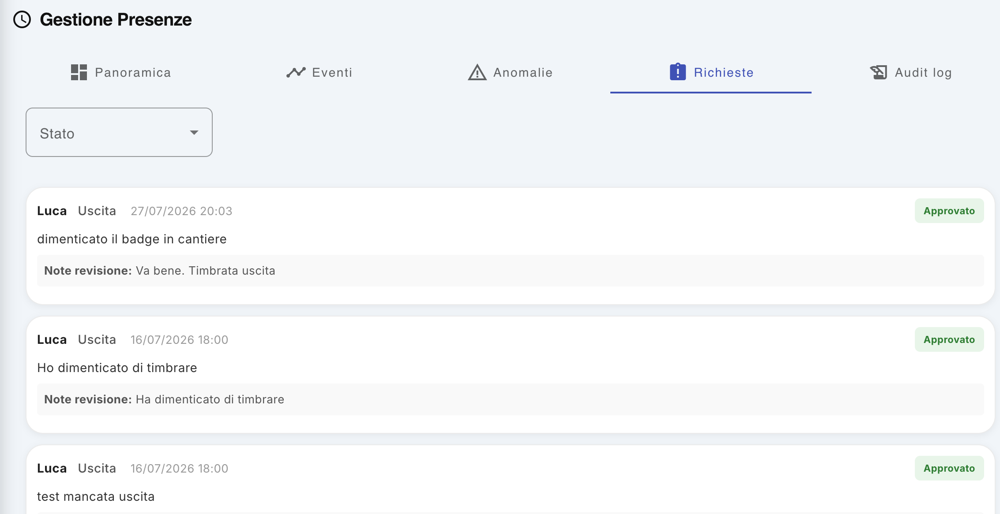 Gestione Presenze
Panoramica Eventi Anomalie Richieste Audit log
Stato
Luca Uscita 27/07/2026 20:03 Approvato
dimenticato il badge in cantiere
Note revisione: Va bene. Timbrata uscita
Luca Uscita 16/07/2026 18:00 Approvato
Ho dimenticato di timbrare
Note revisione: Ha dimenticato di timbrare
Luca Uscita 16/07/2026 18:00 Approvato
test mancata uscita